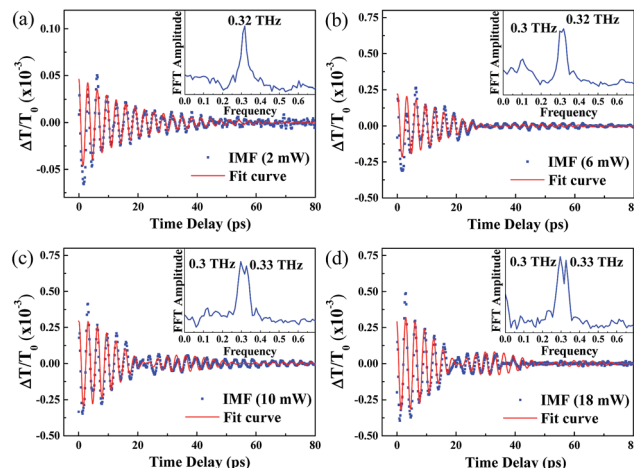 (a)
0.10
0.05
0.00
-0.05
ΔT/T0 (x10-3)
0 20 40 60 80
Time Delay (ps)
IMF (2 mW)
Fit curve
0.32 THz
FFT Amplitude
0.0 0.1 0.2 0.3 0.4 0.5 0.6
Frequency
(b)
0.75
0.50
0.25
0.00
-0.25
-0.50
ΔT/T0 (x10-3)
0 20 40 60 80
Time Delay (ps)
IMF (6 mW)
Fit curve
0.3 THz 0.32 THz
FFT Amplitude
0.0 0.1 0.2 0.3 0.4 0.5 0.6
Frequency
(c)
0.75
0.50
0.25
0.00
-0.25
-0.50
ΔT/T0 (x10-3)
0 20 40 60 80
Time Delay (ps)
IMF (10 mW)
Fit curve
0.3 THz 0.33 THz
FFT Amplitude
0.0 0.1 0.2 0.3 0.4 0.5 0.6
Frequency
(d)
0.75
0.50
0.25
0.00
-0.25
-0.50
ΔT/T0 (x10-3)
0 20 40 60 80
Time Delay (ps)
IMF (18 mW)
Fit curve
0.3 THz 0.33 THz
FFT Amplitude
0.0 0.1 0.2 0.3 0.4 0.5 0.6
Frequency